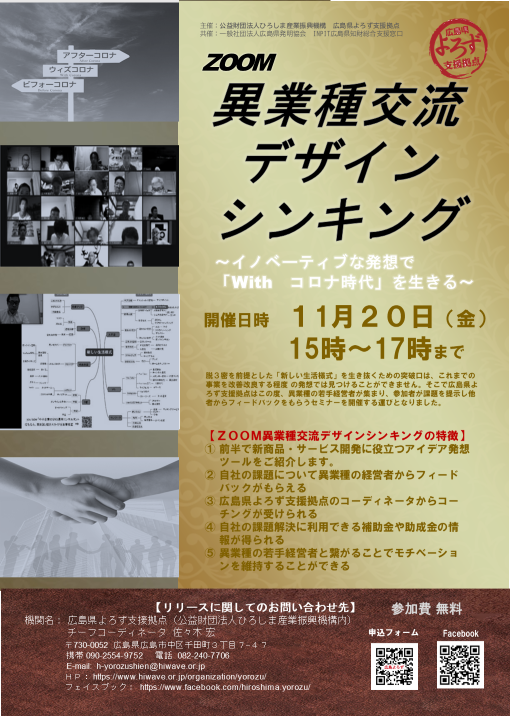 主催：公益財団法人ひろしま産業振興機構　広島県よろず支援拠点
共催：一般社団法人広島県発明協会　INPIT広島県知財総合支援窓口
広島県
よろず
支援拠点
アフターコロナ
ウィズコロナ
ビフォーコロナ
ZOOM
異業種交流
デザイン
シンキング
～イノベーティブな発想で
「With　コロナ時代」を生きる～
開催日時　１１月２０日（金）
15時～17時まで
脱３密を前提とした「新しい生活様式」を生き抜くための突破口は、これまでの
事業を改善改良する程度 の発想では見つけることができません。そこで広島県よ
ろず支援拠点はこの度、異業種の若手経営者が集まり、参加者が課題を提示し他
者からフィードバックをもらうセミナーを開催する運びとなりました。
新しい生活様式
【ＺＯＯＭ異業種交流デザインシンキングの特徴】
① 前半で新商品・サービス開発に役立つアイデア発想
ツールをご紹介します。
② 自社の課題について異業種の経営者からフィード
バックがもらえる
③ 広島県よろず支援拠点のコーディネータからコー
チングが受けられる
④ 自社の課題解決に利用できる補助金や助成金の情
報が得られる
⑤ 異業種の若手経営者と繋がることでモチベーショ
ンを維持することができる
【リリースに関してのお問い合わせ先】
機関名： 広島県よろず支援拠点（公益財団法人ひろしま産業振興機構内）
チーフコーディネータ 佐々木 宏
〒730-0052 広島県広島市中区千田町３丁目７-４７
携帯 090-2554-9752　電話 082-240-7706
E-mail: h-yorozushien@hiwave.or.jp
ＨＰ： https://www.hiwave.or.jp/organization/yorozu/
フェイスブック： https://www.facebook.com/hiroshima yorozu/
参加費 無料
申込フォーム
Facebook